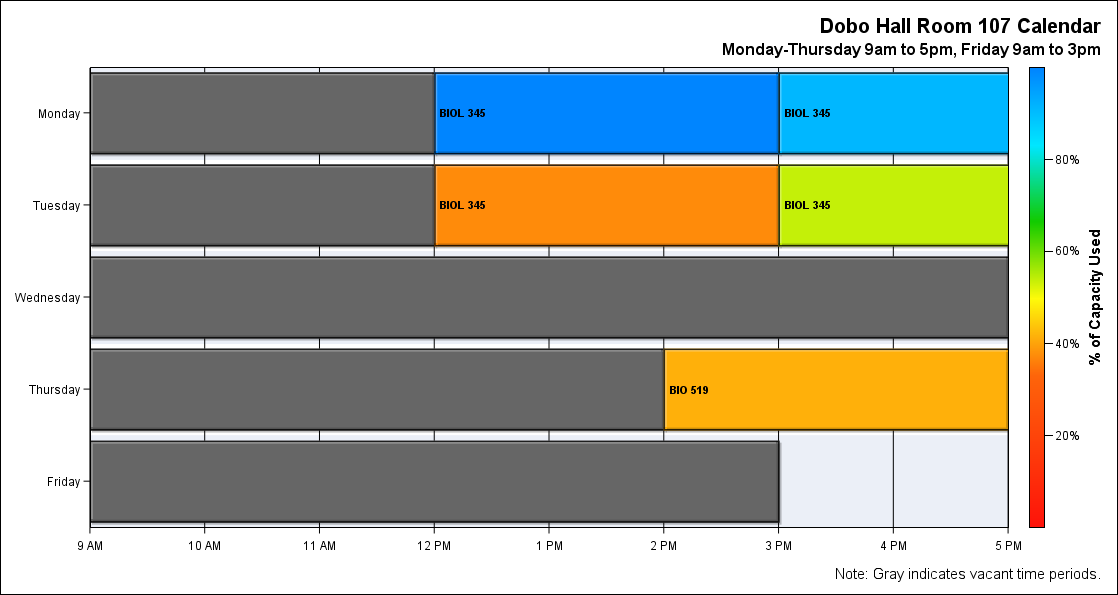 Dobo Hall Room 107 Calendar
Monday-Thursday 9am to 5pm, Friday 9am to 3pm
Monday
BIOL 345
BIOL 345
Tuesday
BIOL 345
BIOL 345
Wednesday
Thursday
BIO 519
Friday
9 AM
10 AM
11 AM
12 PM
1 PM
2 PM
3 PM
4 PM
5 PM
80%
60%
40%
20%
% of Capacity Used
Note: Gray indicates vacant time periods.